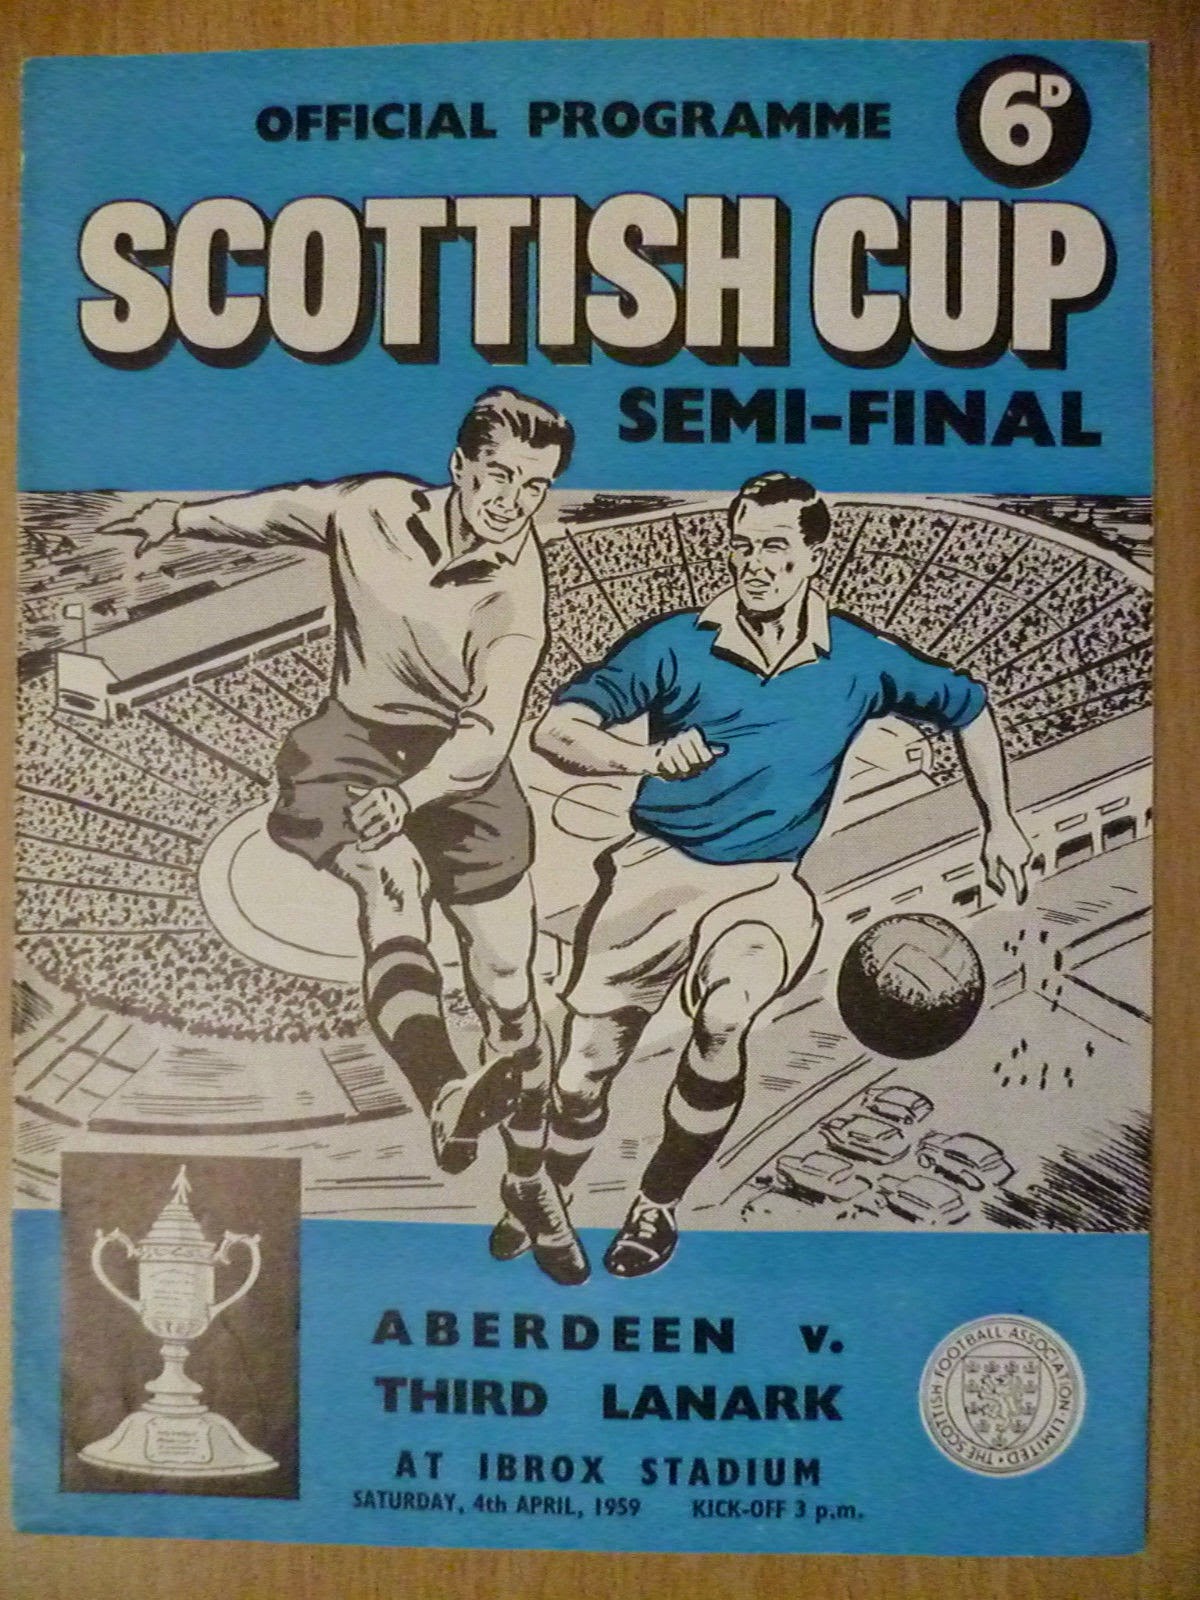 OFFICIAL PROGRAMME
6D
SCOTTISH CUP
SEMI-FINAL
ABERDEEN v.
THIRD LANARK
AT IBROX STADIUM
SATURDAY, 4th APRIL, 1959 KICK-OFF 3 p.m.
THE SCOTTISH FOOTBALL ASSOCIATION LIMITED